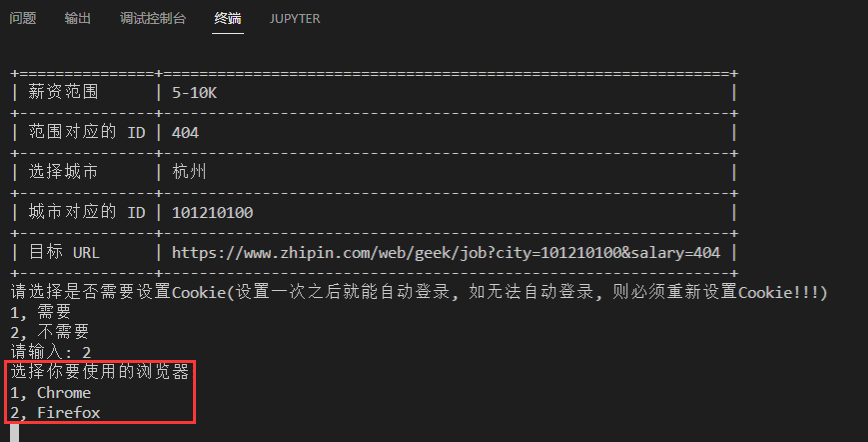 问题 输出 调试控制台 终端 JUPYTER
+===============+===============================================================+
| 薪资范围 | 5-10K |
+---------------+---------------------------------------------------------------+
| 范围对应的 ID | 404 |
+---------------+---------------------------------------------------------------+
| 选择城市 | 杭州 |
+---------------+---------------------------------------------------------------+
| 城市对应的 ID | 101210100 |
+---------------+---------------------------------------------------------------+
| 目标 URL | https://www.zhipin.com/web/geek/job?city=101210100&salary=404 |
+---------------+---------------------------------------------------------------+
请选择是否需要设置Cookie(设置一次之后就能自动登录, 如无法自动登录, 则必须重新设置Cookie!!!)
1, 需要
2, 不需要
请输入: 2
选择你要使用的浏览器
1, Chrome
2, Firefox